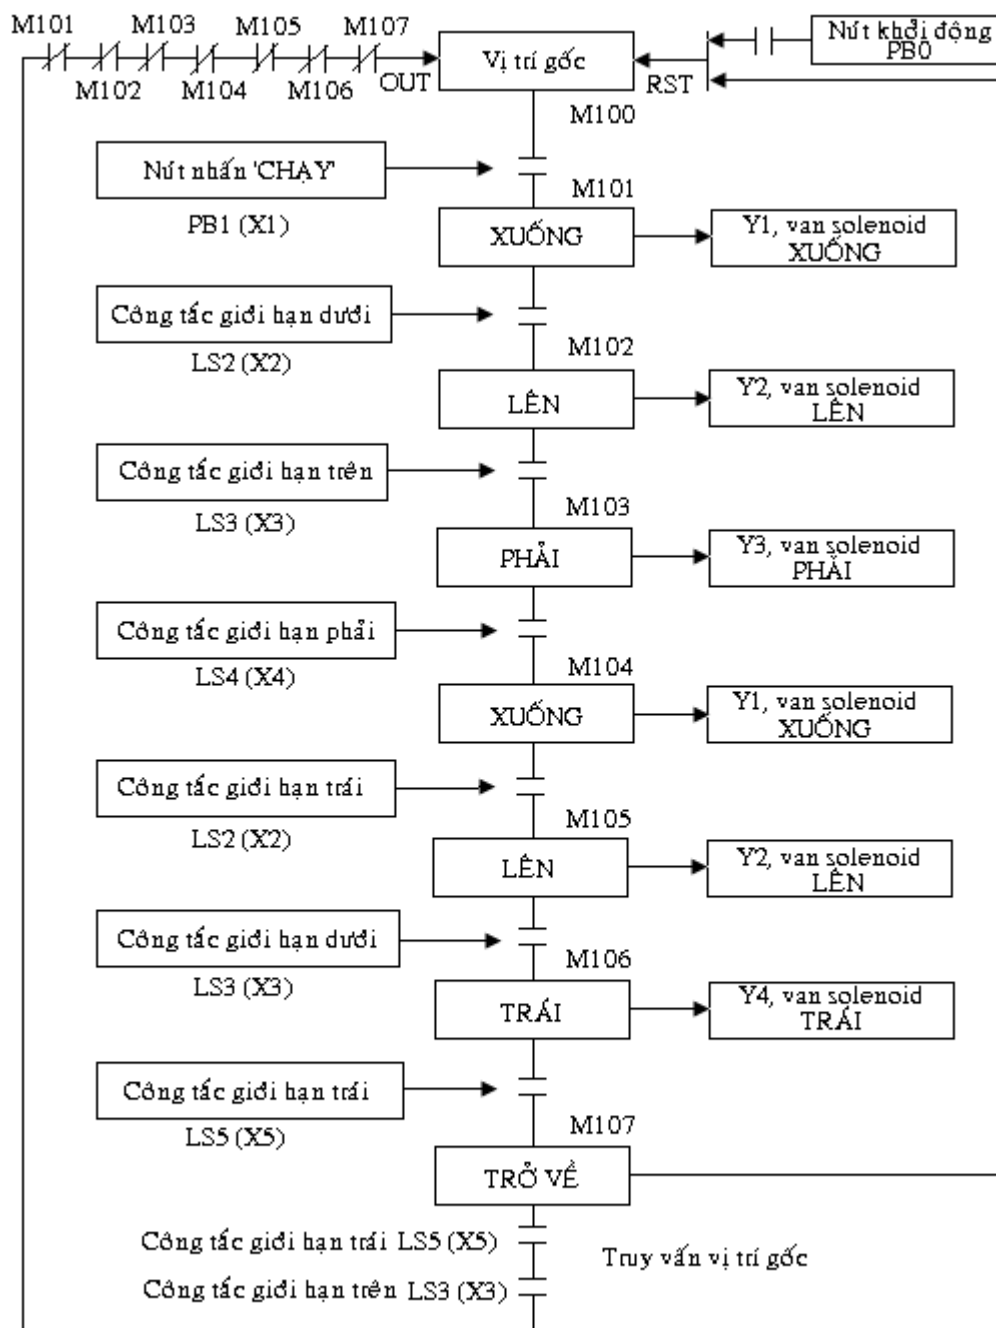 M101
M103
M105
M107
M102
M104
M106
OUT
Vị trí gốc
RST
Nút khởi động
PB0
M100
Nút nhấn 'CHẠY'
PB1 (X1)
M101
XUỐNG
Y1, van solenoid
XUỐNG
Công tắc giới hạn dưới
LS2 (X2)
M102
LÊN
Y2, van solenoid
LÊN
Công tắc giới hạn trên
LS3 (X3)
M103
PHẢI
Y3, van solenoid
PHẢI
Công tắc giới hạn phải
LS4 (X4)
M104
XUỐNG
Y1, van solenoid
XUỐNG
Công tắc giới hạn trái
LS2 (X2)
M105
LÊN
Y2, van solenoid
LÊN
Công tắc giới hạn dưới
LS3 (X3)
M106
TRÁI
Y4, van solenoid
TRÁI
Công tắc giới hạn trái
LS5 (X5)
M107
TRỞ VỀ
Công tắc giới hạn trái LS5 (X5)
Truy vấn vị trí gốc
Công tắc giới hạn trên LS3 (X3)